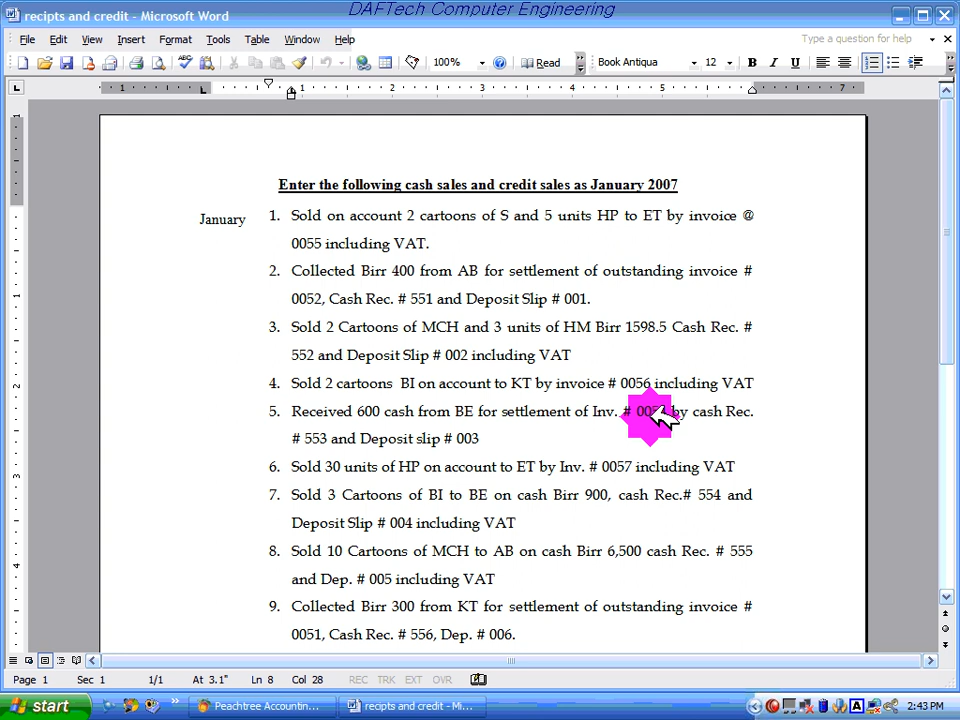 DAFTech Computer Engineering
recipts and credit - Microsoft Word
File Edit View Insert Format Tools Table Window Help
Type a question for help
100% Read Book Antiqua 12 B I U
1 1 2 3 4 5 7
Enter the following cash sales and credit sales as January 2007
January
1. Sold on account 2 cartoons of S and 5 units HP to ET by invoice @
0055 including VAT.
2. Collected Birr 400 from AB for settlement of outstanding invoice #
0052, Cash Rec. # 551 and Deposit Slip # 001.
3. Sold 2 Cartoons of MCH and 3 units of HM Birr 1598.5 Cash Rec. #
552 and Deposit Slip # 002 including VAT
4. Sold 2 cartoons BI on account to KT by invoice # 0056 including VAT
5. Received 600 cash from BE for settlement of Inv. # by cash Rec.
# 553 and Deposit slip # 003
6. Sold 30 units of HP on account to ET by Inv. # 0057 including VAT
7. Sold 3 Cartoons of BI to BE on cash Birr 900, cash Rec.# 554 and
Deposit Slip # 004 including VAT
8. Sold 10 Cartoons of MCH to AB on cash Birr 6,500 cash Rec. # 555
and Dep. # 005 including VAT
9. Collected Birr 300 from KT for settlement of outstanding invoice #
0051, Cash Rec. # 556, Dep. # 006.
Page 1 Sec 1 1/1 At 3.1" Ln 8 Col 28 REC TRK EXT OVR
start Peachtree Accountin... recipts and credit - Mi... 2:43 PM